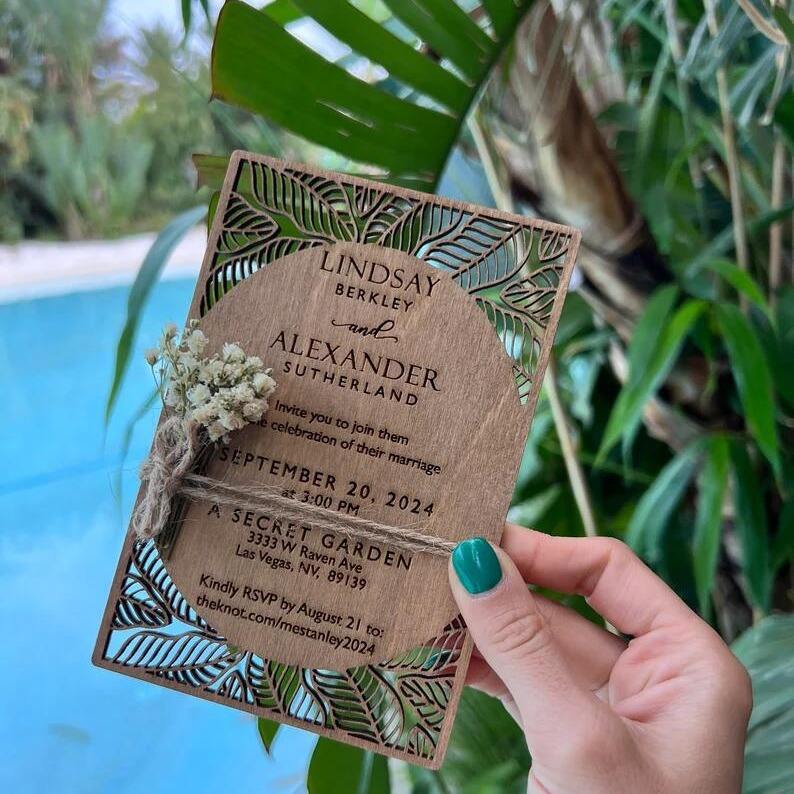 LINDSAY
BERKLEY
and
ALEXANDER
SUTHERLAND
Invite you to join them
celebration of their marriage
SEPTEMBER 20, 2024
at 3:00 PM
A SECRET GARDEN
3333 W Raven Ave
Las Vegas, NV, 89139
Kindly RSVP by August 21 to:
theknot.com/mestanley2024